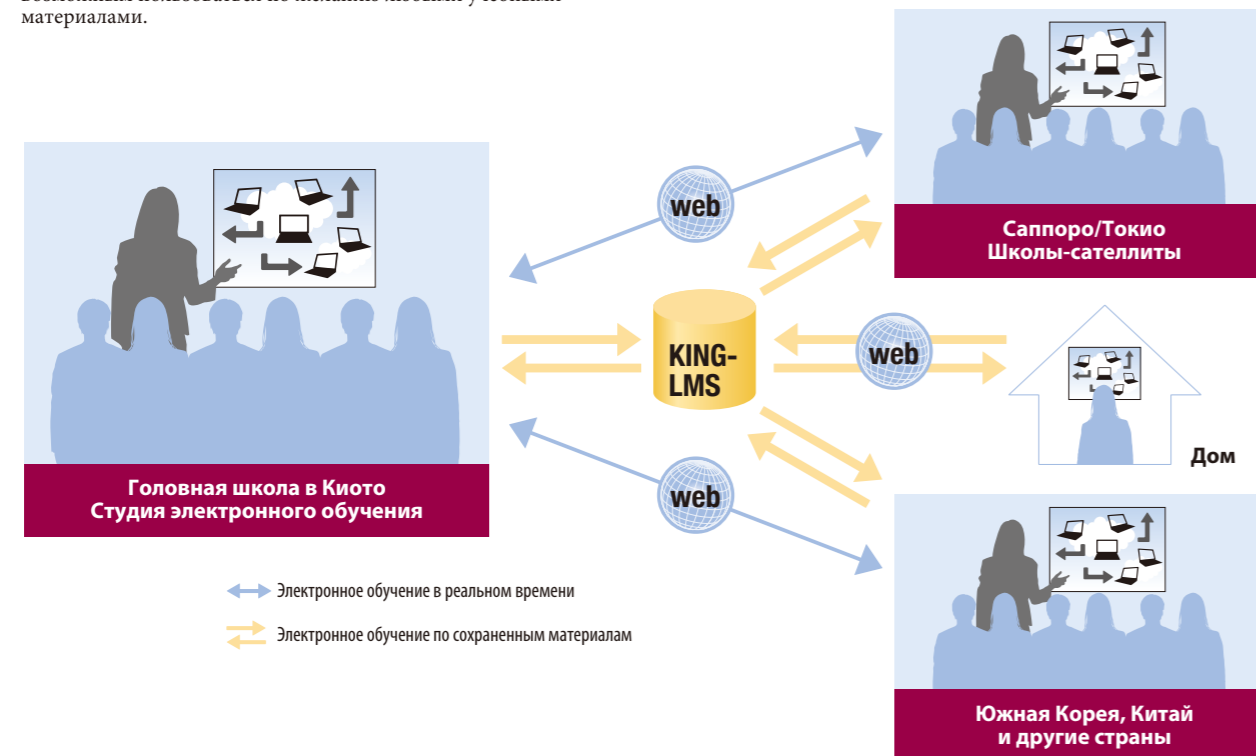 материалами.
web
Саппоро/Токио
Школы-сателлиты
KING-
LMS
web
Дом
Головная школа в Киото
Студия электронного обучения
web
Электронное обучение в реальном времени
Электронное обучение по сохраненным материалам
Южная Корея, Китай
и другие страны